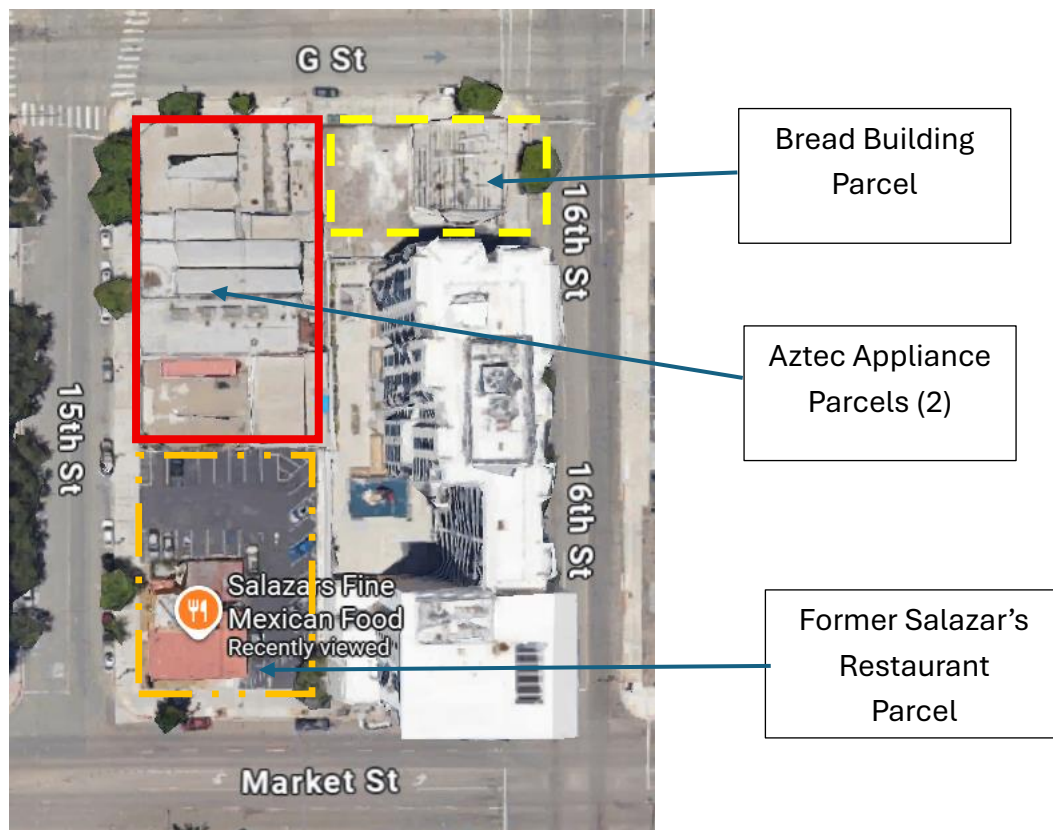 G St
Bread Building
Parcel
16th St
Aztec Appliance
Parcels (2)
15th St
16th St
Salazars Fine
Mexican Food
Recently viewed
Former Salazar’s
Restaurant
Parcel
Market St